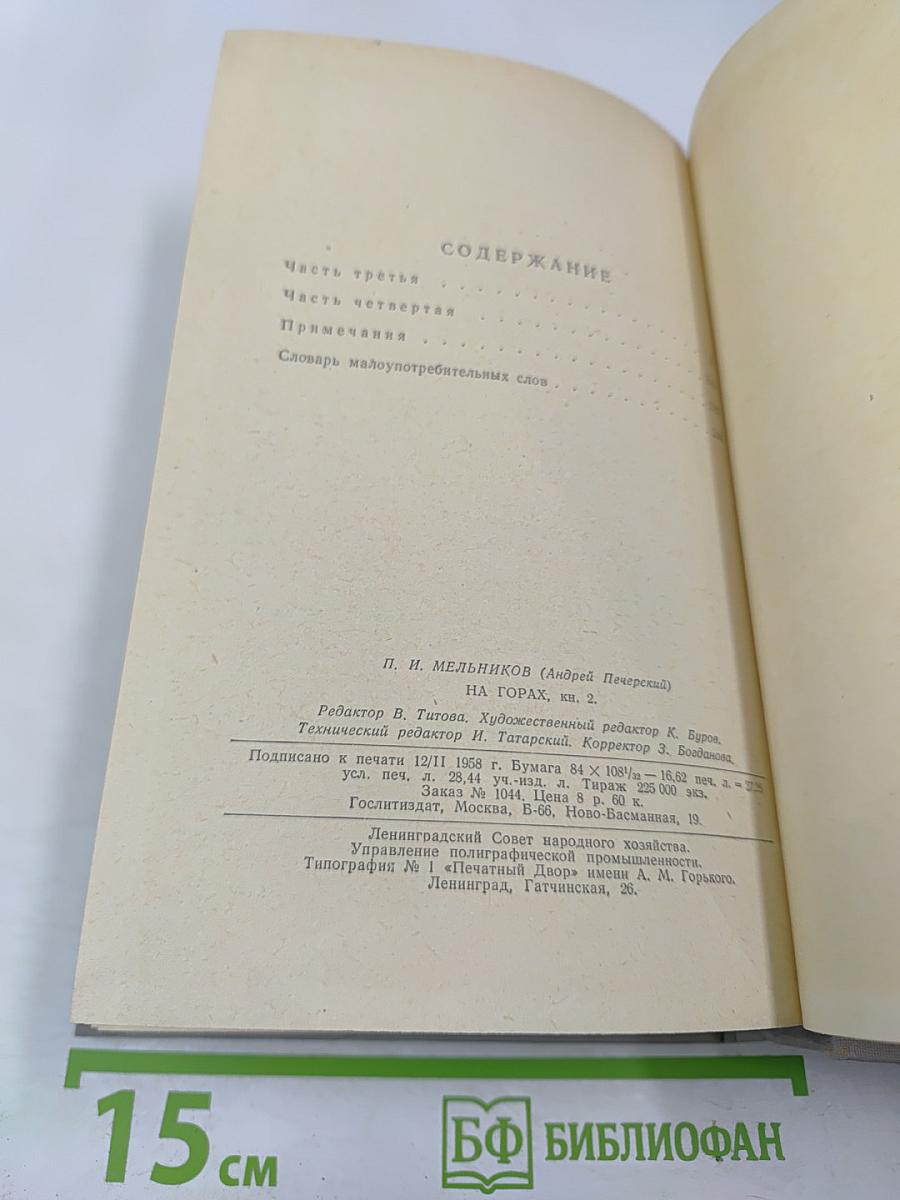 СОДЕРЖАНИЕ
Часть третья . . . . . . . . . .
Часть четвертая . . . . . . . . .
Примечания . . . . . . . . . . .
Словарь малоупотребительных слов . . . . . . . .
П. И. МЕЛЬНИКОВ (Андрей Печерский)
НА ГОРАХ, кн. 2.
Редактор В. Титова. Художественный редактор К. Буров.
Технический редактор И. Татарский. Корректор З. Богданова.
Подписано к печати 12/II 1958 г. Бумага 84 × 108¹/₃₂ — 16,62 печ. л. = 27,25
усл. печ. л. 28,44 уч.-изд. л. Тираж 225 000 экз.
Заказ № 1044. Цена 8 р. 60 к.
Гослитиздат, Москва, Б-66, Ново-Басманная, 19.
Ленинградский Совет народного хозяйства.
Управление полиграфической промышленности.
Типография № 1 «Печатный Двор» имени А. М. Горького.
Ленинград, Гатчинская, 26.
15 см
БФ БИБЛИОФАН